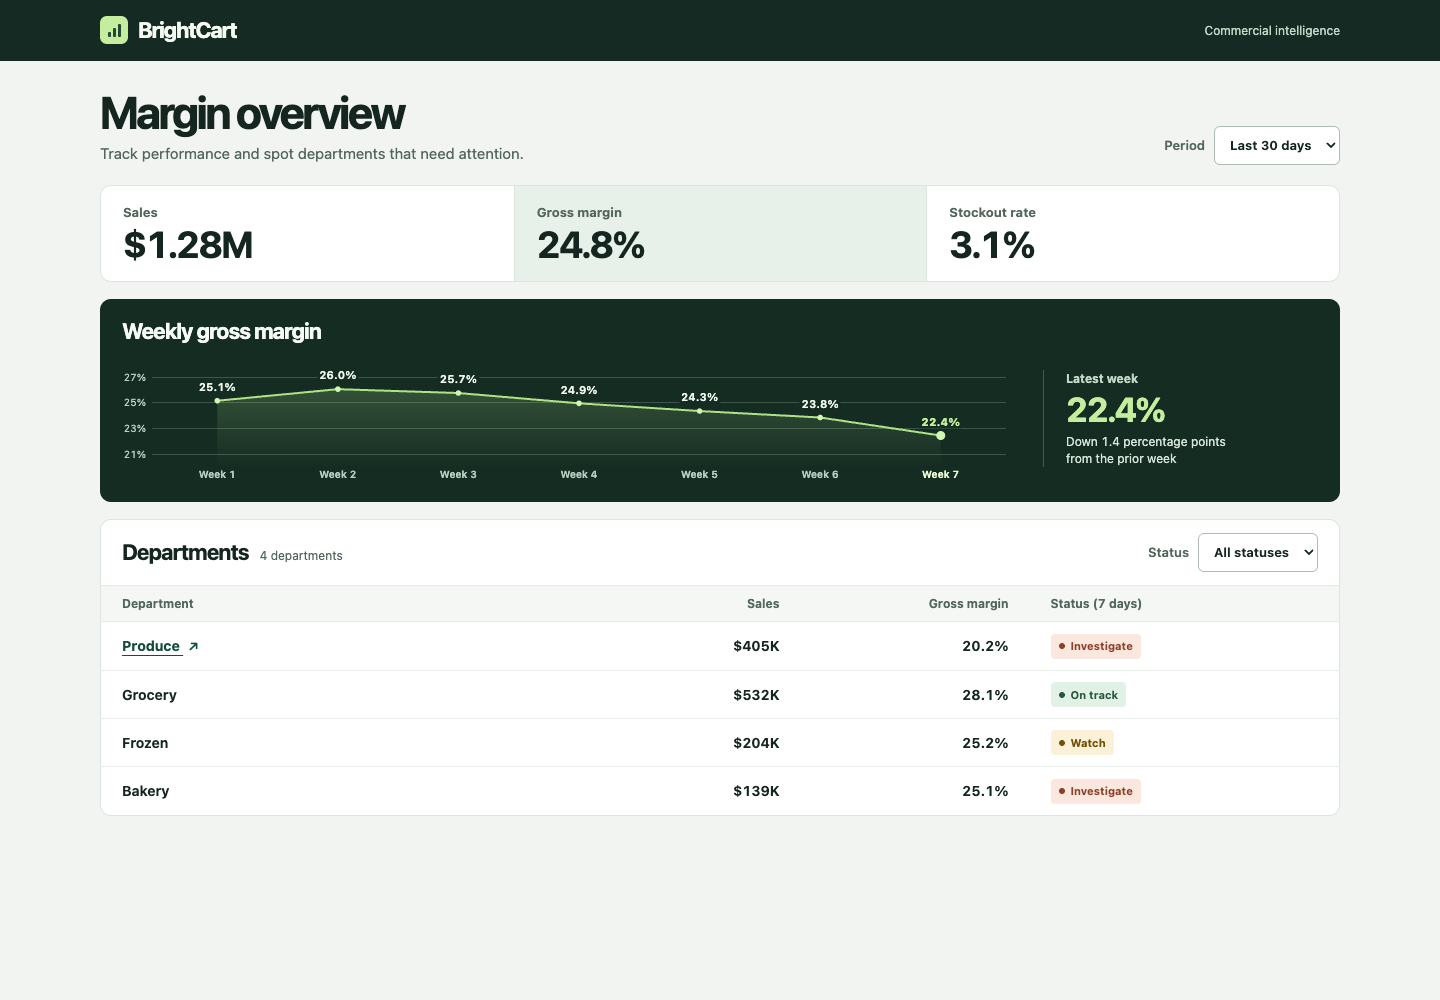 BrightCart
Commercial intelligence
Margin overview
Track performance and spot departments that need attention.
Period
Last 30 days
Sales
$1.28M
Gross margin
24.8%
Stockout rate
3.1%
Weekly gross margin
27%
25%
23%
21%
25.1%
26.0%
25.7%
24.9%
24.3%
23.8%
22.4%
Week 1
Week 2
Week 3
Week 4
Week 5
Week 6
Week 7
Latest week
22.4%
Down 1.4 percentage points
from the prior week
Departments 4 departments
Status
All statuses
Department Sales Gross margin Status (7 days)
Produce $405K 20.2% Investigate
Grocery $532K 28.1% On track
Frozen $204K 25.2% Watch
Bakery $139K 25.1% Investigate